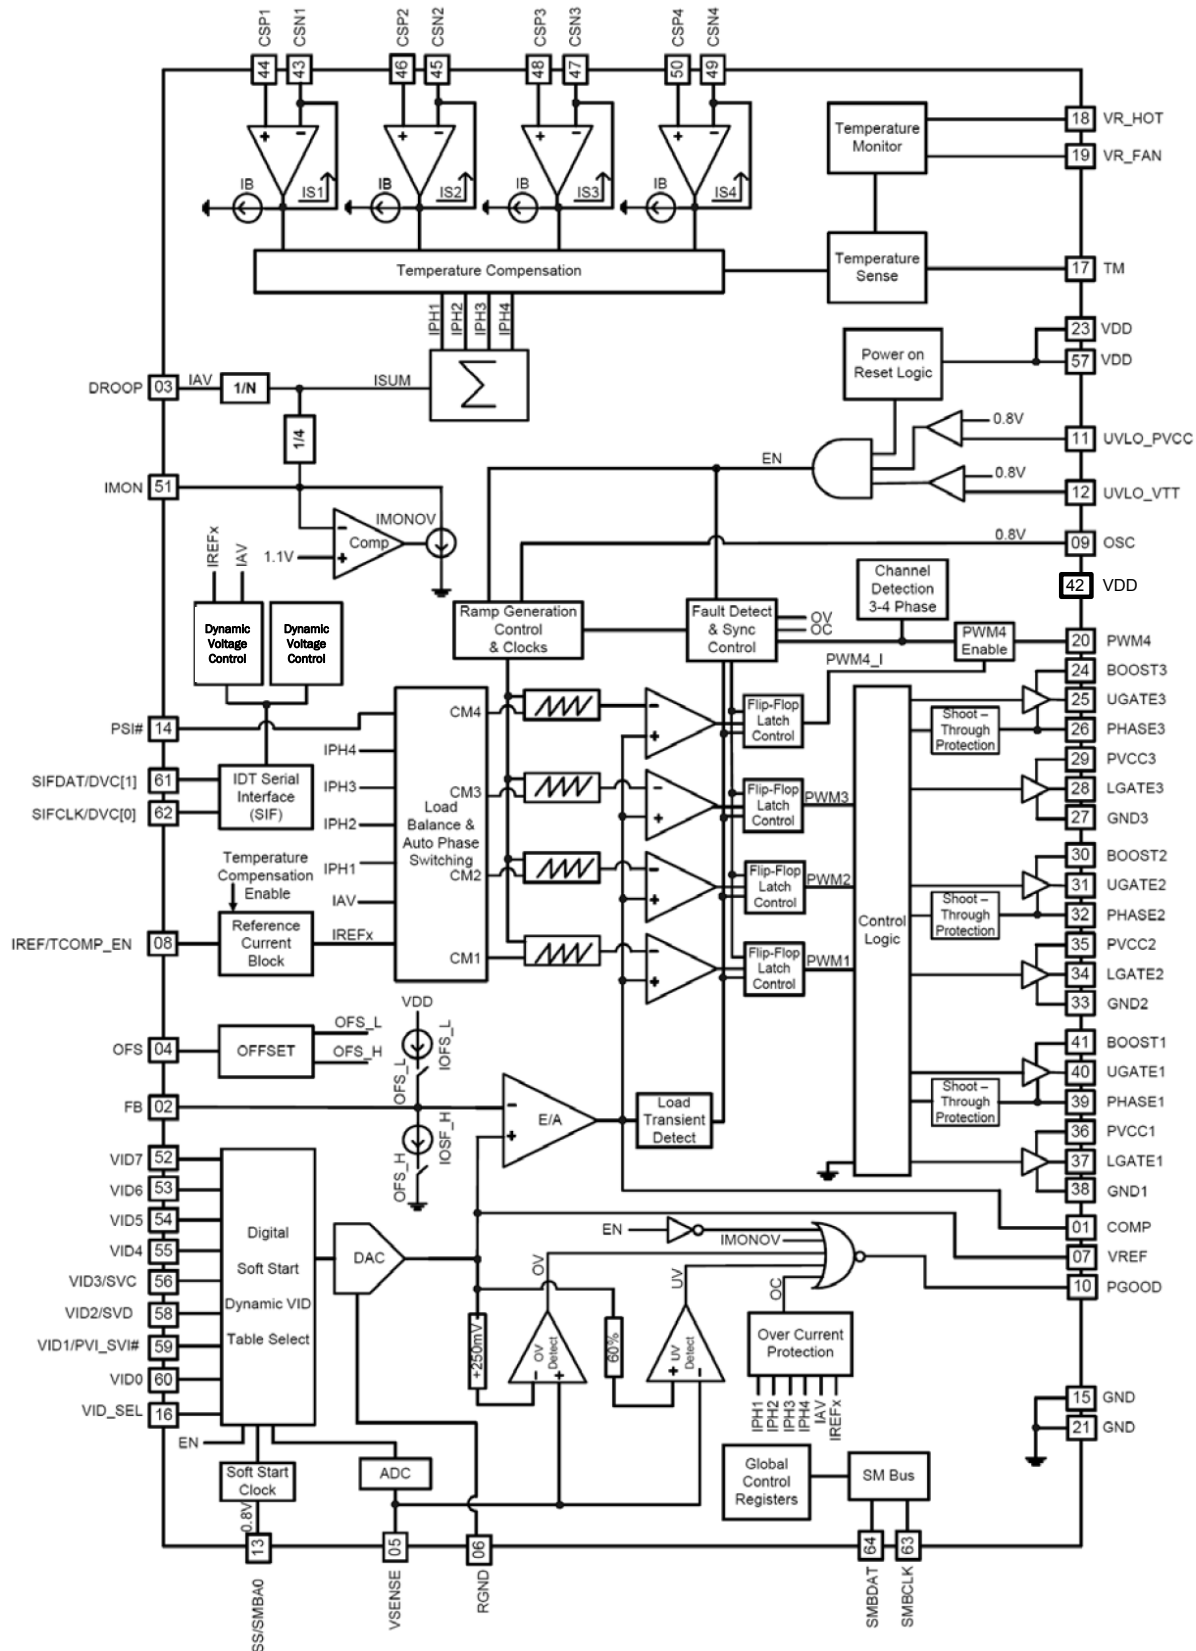 CSP1
CSN1
CSP2
CSN2
CSP3
CSN3
CSP4
CSN4
44
43
46
45
48
47
50
49
+
-
+
-
+
-
+
-
IB
IS1
IB
IS2
IB
IS3
IB
IS4
Temperature
Monitor
18
VR_HOT
19
VR_FAN
Temperature Compensation
Temperature
Sense
17
TM
IPH1
IPH2
IPH3
IPH4
Σ
23
VDD
57
VDD
Power on
Reset Logic
DROOP
03
IAV
1/N
ISUM
1/4
0.8V
11
UVLO_PVCC
EN
0.8V
12
UVLO_VTT
IMON
51
IMONOV
-
Comp
1.1V
+
0.8V
09
OSC
IREFx
IAV
Channel
Detection
3-4 Phase
42
VDD
Dynamic
Voltage
Control
Dynamic
Voltage
Control
Ramp Generation
Control
& Clocks
Fault Detect
& Sync
Control
OV
OC
PWM4
Enable
20
PWM4
PWM4_I
24
BOOST3
25
UGATE3
Shoot –
Through
Protection
26
PHASE3
29
PVCC3
28
LGATE3
27
GND3
PSI#
14
CM4
-
+
Flip-Flop
Latch
Control
IPH4
SIFDAT/DVC[1]
61
IDT Serial
Interface
(SIF)
SIFCLK/DVC[0]
62
IPH3
CM3
-
+
Flip-Flop
Latch
Control
PWM3
Load
Balance &
Auto Phase
Switching
IPH2
Temperature
Compensation
Enable
IPH1
CM2
-
+
Flip-Flop
Latch
Control
PWM2
30
BOOST2
31
UGATE2
Shoot –
Through
Protection
32
PHASE2
Control
Logic
IAV
IREF/TCOMP_EN
08
Reference
Current
Block
IREFx
CM1
-
+
Flip-Flop
Latch
Control
PWM1
35
PVCC2
34
LGATE2
33
GND2
VDD
OFS
04
OFFSET
OFS_L
OFS_H
OFS_L
IOFS_L
41
BOOST1
40
UGATE1
Shoot –
Through
Protection
39
PHASE1
FB
02
-
E/A
+
Load
Transient
Detect
OFS_H
IOSF_H
36
PVCC1
37
LGATE1
38
GND1
VID7
52
VID6
53
VID5
54
VID4
55
VID3/SVC
56
VID2/SVD
58
VID1/PVI_SVI#
59
VID0
60
VID_SEL
16
Digital
Soft Start
Dynamic VID
Table Select
DAC
01
COMP
07
VREF
10
PGOOD
EN
IMONOV
OV
UV
OC
+250mV
OV
Detect
-
+
60%
UV
Detect
+
-
Over Current
Protection
IPH1
IPH2
IPH3
IPH4
IAV
IREFx
15
GND
21
GND
EN
Soft Start
Clock
0.8V
ADC
Global
Control
Registers
SM Bus
13
05
06
64
63
SS/SMBA0
VSENSE
RGND
SMBDAT
SMBCLK